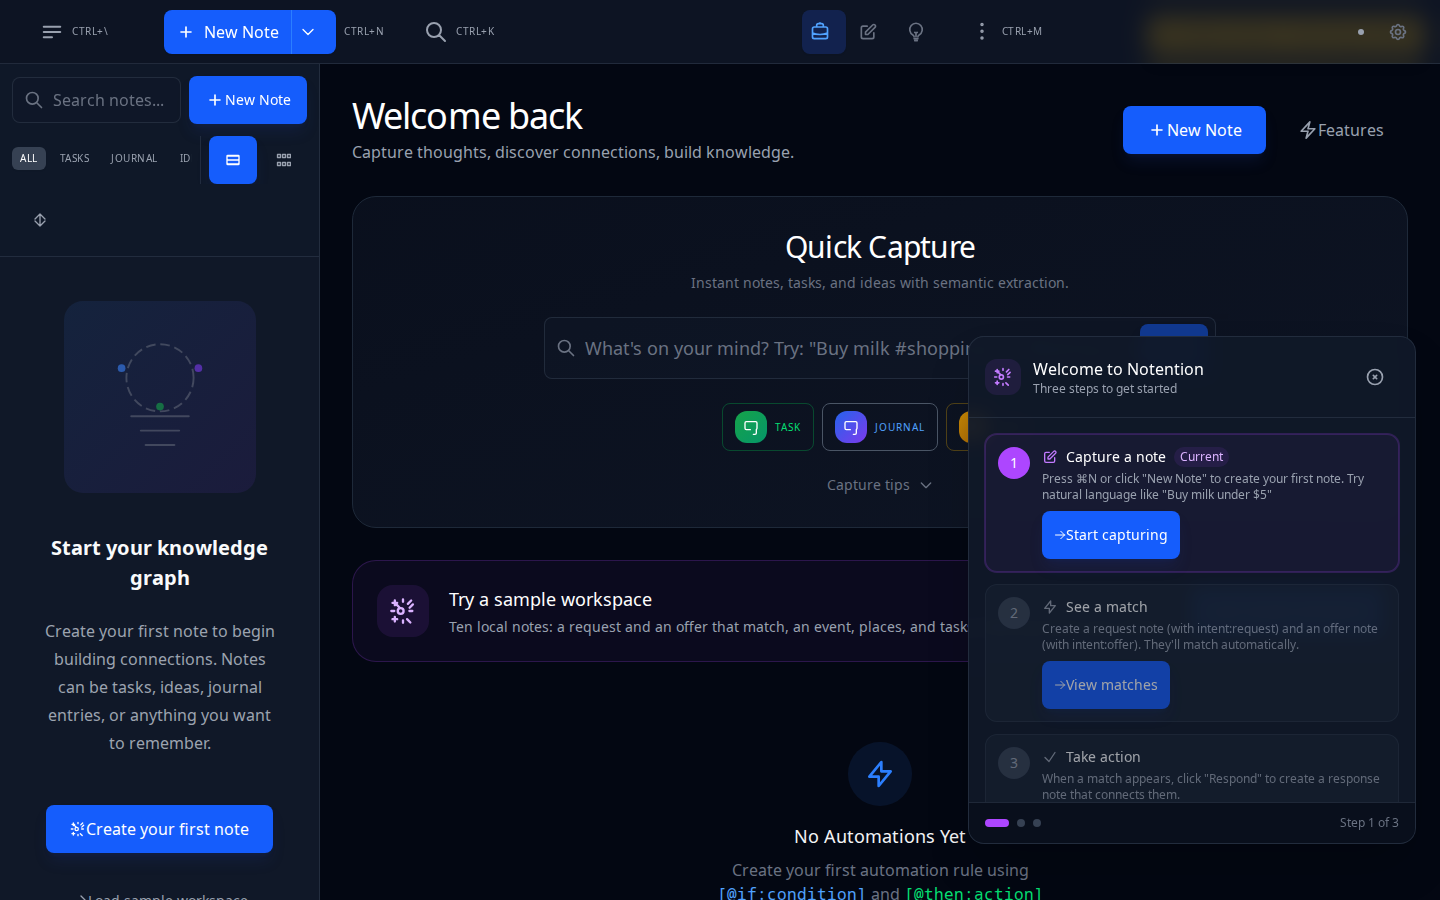 CTRL+\
New Note
CTRL+N
CTRL+K
CTRL+M
Search notes...
New Note
ALL
TASKS
JOURNAL
ID
Start your knowledge
graph
Create your first note to begin
building connections. Notes
can be tasks, ideas, journal
entries, or anything you want
to remember.
Create your first note
Load sample workspace
Welcome back
Capture thoughts, discover connections, build knowledge.
New Note
Features
Quick Capture
Instant notes, tasks, and ideas with semantic extraction.
What's on your mind? Try: "Buy milk #shoppin
TASK
JOURNAL
Capture tips
Try a sample workspace
Ten local notes: a request and an offer that match, an event, places, and task
No Automations Yet
Create your first automation rule using
[@if:condition] and [@then:action]
Welcome to Notention
Three steps to get started
1
Capture a note
Current
Press ⌘N or click "New Note" to create your first note. Try
natural language like "Buy milk under $5"
→Start capturing
2
See a match
Create a request note (with intent:request) and an offer note
(with intent:offer). They'll match automatically.
→View matches
3
Take action
When a match appears, click "Respond" to create a response
note that connects them.
Step 1 of 3